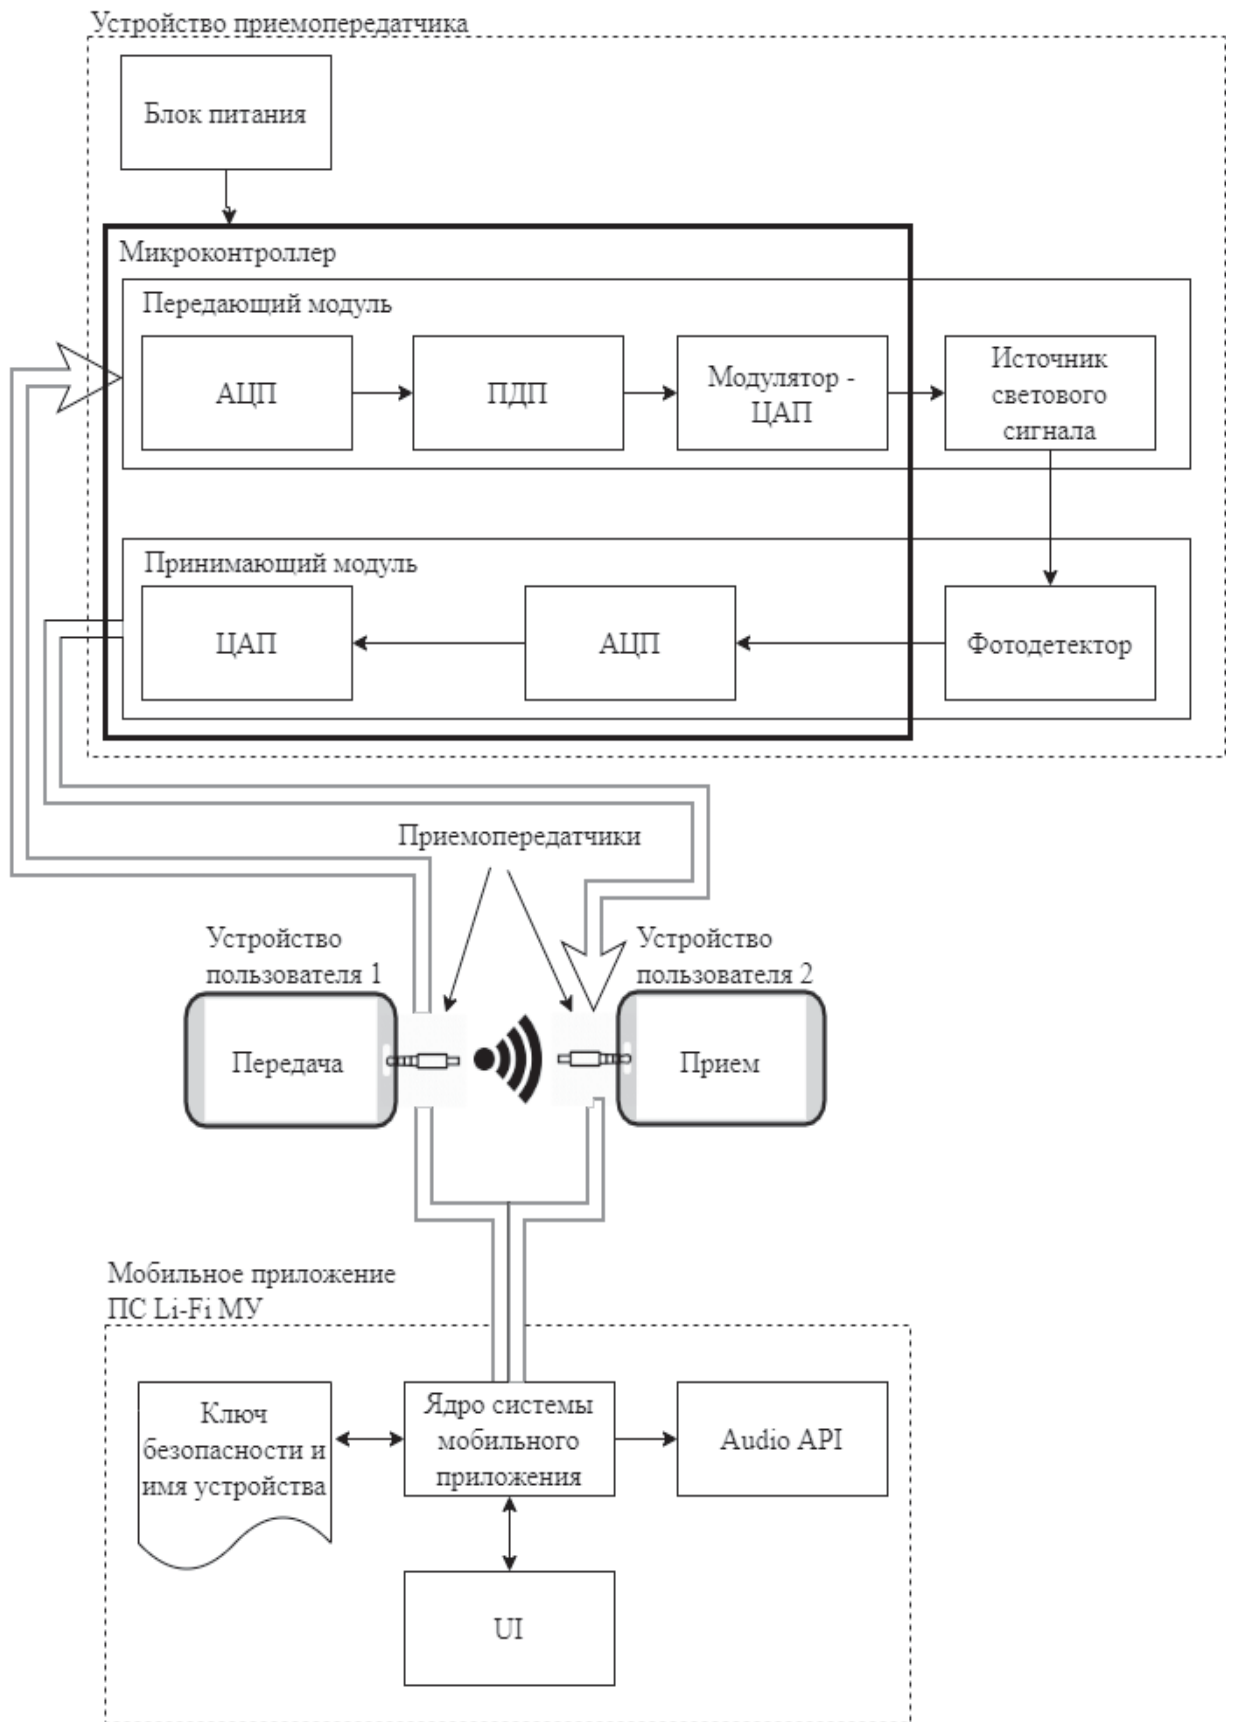 Устройство приемопередатчика
Блок питания
Микроконтроллер
Передающий модуль
АЦП
ПДП
Модулятор -
ЦАП
Источник
светового
сигнала
Принимающий модуль
ЦАП
АЦП
Фотодетектор
Приемопередатчики
Устройство
пользователя 1
Устройство
пользователя 2
Передача
Прием
Мобильное приложение
ПС Li-Fi МУ
Ключ
безопасности и
имя устройства
Ядро системы
мобильного
приложения
Audio API
UI